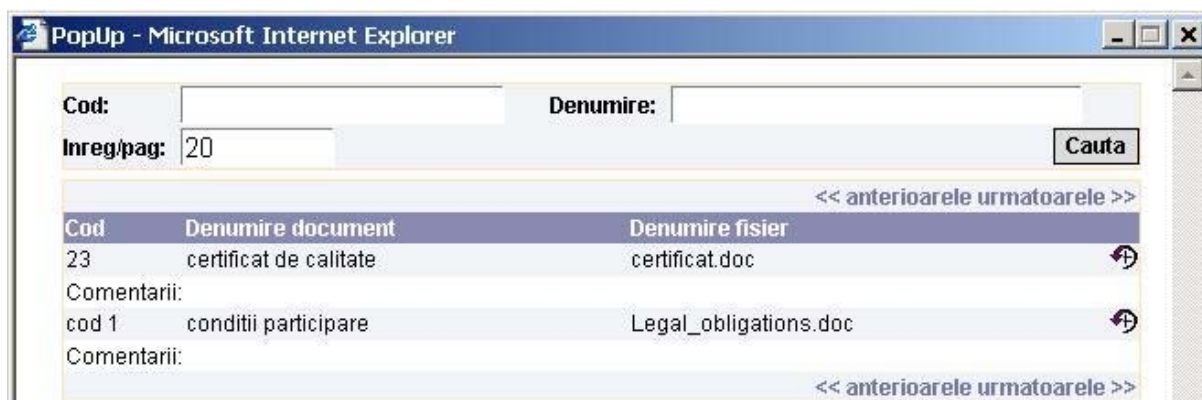 PopUp - Microsoft Internet Explorer
Cod: Denumire:
Inreg/pag: 20 Cauta
<< anterioarele urmatoarele >>
Cod Denumire document Denumire fisier
23 certificat de calitate certificat.doc
Comentarii:
cod 1 conditii participare Legal_obligations.doc
Comentarii:
<< anterioarele urmatoarele >>